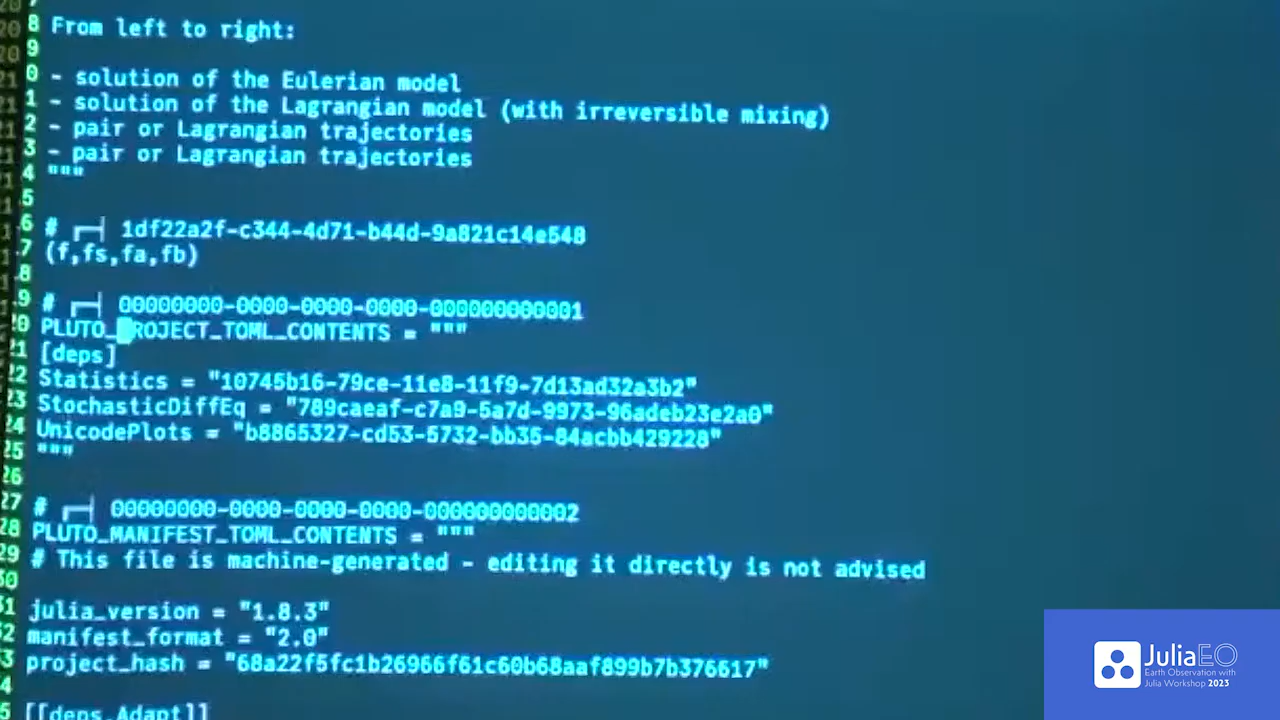 8 From left to right:
9
0 - solution of the Eulerian model
1 - solution of the Lagrangian model (with irreversible mixing)
2 - pair or Lagrangian trajectories
3 - pair or Lagrangian trajectories
4 """
5
6 # ╔═╡ 1df22a2f-c344-4d71-b44d-9a821c14e548
7 (f,fs,fa,fb)
8
9 # ╔═╡ 00000000-0000-0000-0000-000000000001
20 PLUTO_PROJECT_TOML_CONTENTS = """
21 [deps]
22 Statistics = "10745b16-79ce-11e8-11f9-7d13ad32a3b2"
23 StochasticDiffEq = "789caeaf-c7a9-5a7d-9973-96adeb23e2a0"
24 UnicodePlots = "b8865327-cd53-5732-bb35-84acbb429228"
25 """
26
27 # ╔═╡ 00000000-0000-0000-0000-000000000002
28 PLUTO_MANIFEST_TOML_CONTENTS = """
29 # This file is machine-generated - editing it directly is not advised
30
31 julia_version = "1.8.3"
32 manifest_format = "2.0"
33 project_hash = "68a22f5fc1b26966f61c60b68aaf899b7b376617"
4
5 [[deps.Adapt]]
JuliaEO
Earth Observation with
Julia Workshop 2023